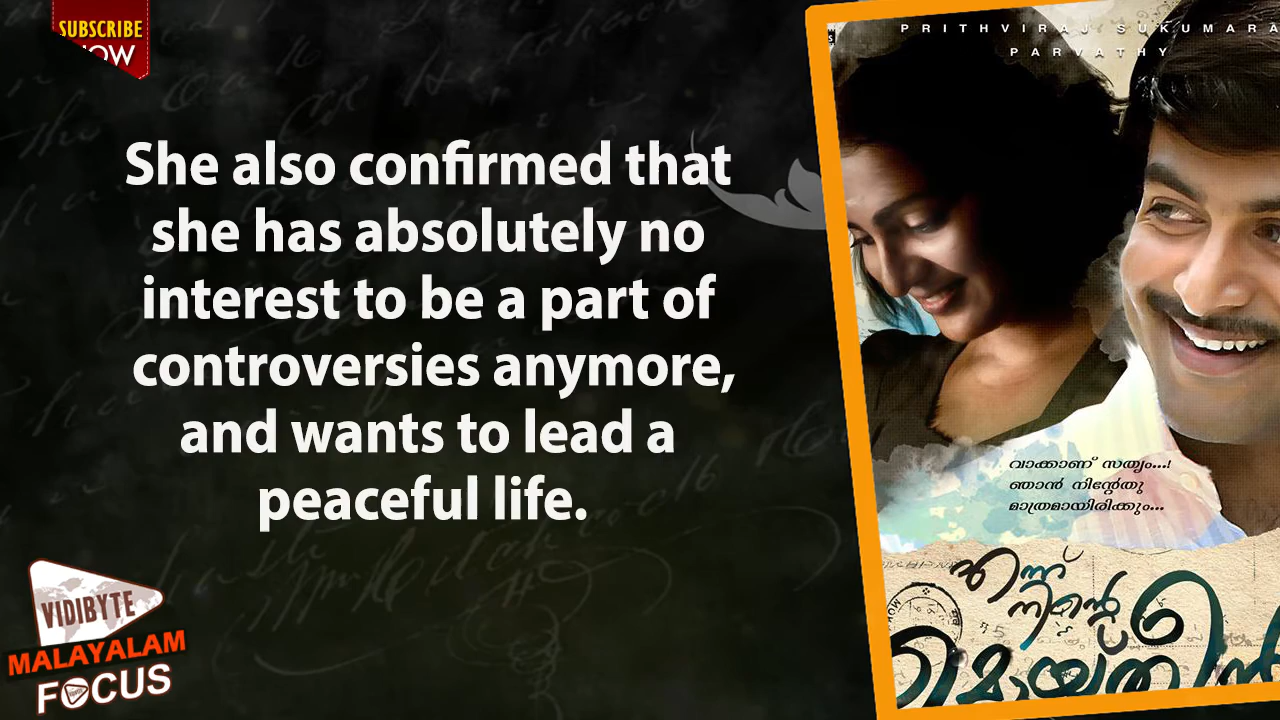 SUBSCRIBE
NOW
She also confirmed that
she has absolutely no
interest to be a part of
controversies anymore,
and wants to lead a
peaceful life.
VIDIBYTE
MALAYALAM
FOCUS
PRITHVIRAJ SUKUMARA
PARVATHY
വാക്കാണ് സത്യം...!
ഞാൻ നിന്റേതു
മാത്രമായിരിക്കും...
എന്ന്
നിന്റെ
മൊയ്തീൻ